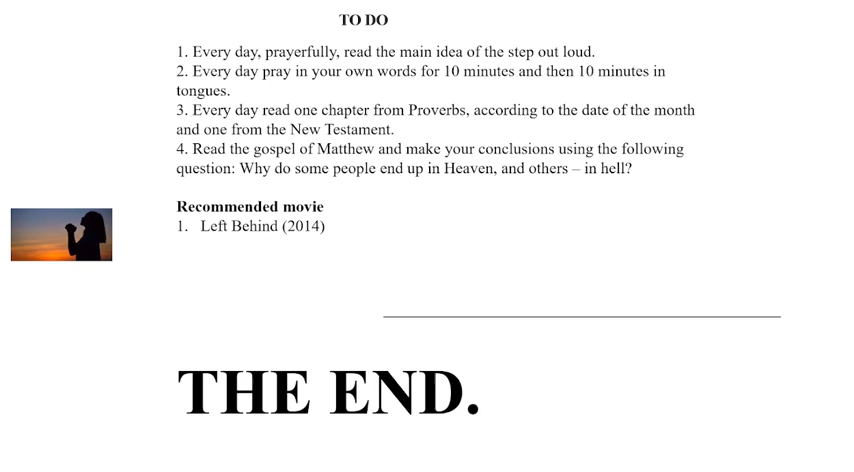 TO DO
1. Every day, prayerfully, read the main idea of the step out loud.
2. Every day pray in your own words for 10 minutes and then 10 minutes in
tongues.
3. Every day read one chapter from Proverbs, according to the date of the month
and one from the New Testament.
4. Read the gospel of Matthew and make your conclusions using the following
question: Why do some people end up in Heaven, and others – in hell?
Recommended movie
1. Left Behind (2014)
THE END.